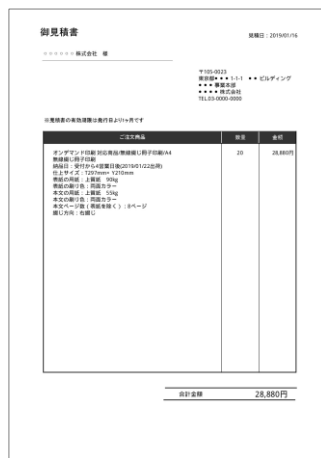 御見積書
見積日：2019/01/16
○○○○○○ 株式会社 様
〒105-0023
東京都●●● 1-1-1 ●● ビルディング
●●● 事業本部
●●●● 株式会社
TEL.03-0000-0000
※見積書の有効期限は発行日より1ヶ月です
ご注文商品 数量 金額
オンデマンド印刷 対応商品/無線綴じ冊子印刷/A4 20 28,880円
無線綴じ冊子印刷
納品日：受付から4営業日後(2019/01/22出荷)
仕上サイズ：T297mm× Y210mm
表紙の用紙：上質紙 90kg
表紙の刷り色：両面カラー
本文の用紙：上質紙 55kg
本文の刷り色：両面カラー
本文ページ数（表紙を除く）：8ページ
綴じ方向：右綴じ
合計金額 28,880円